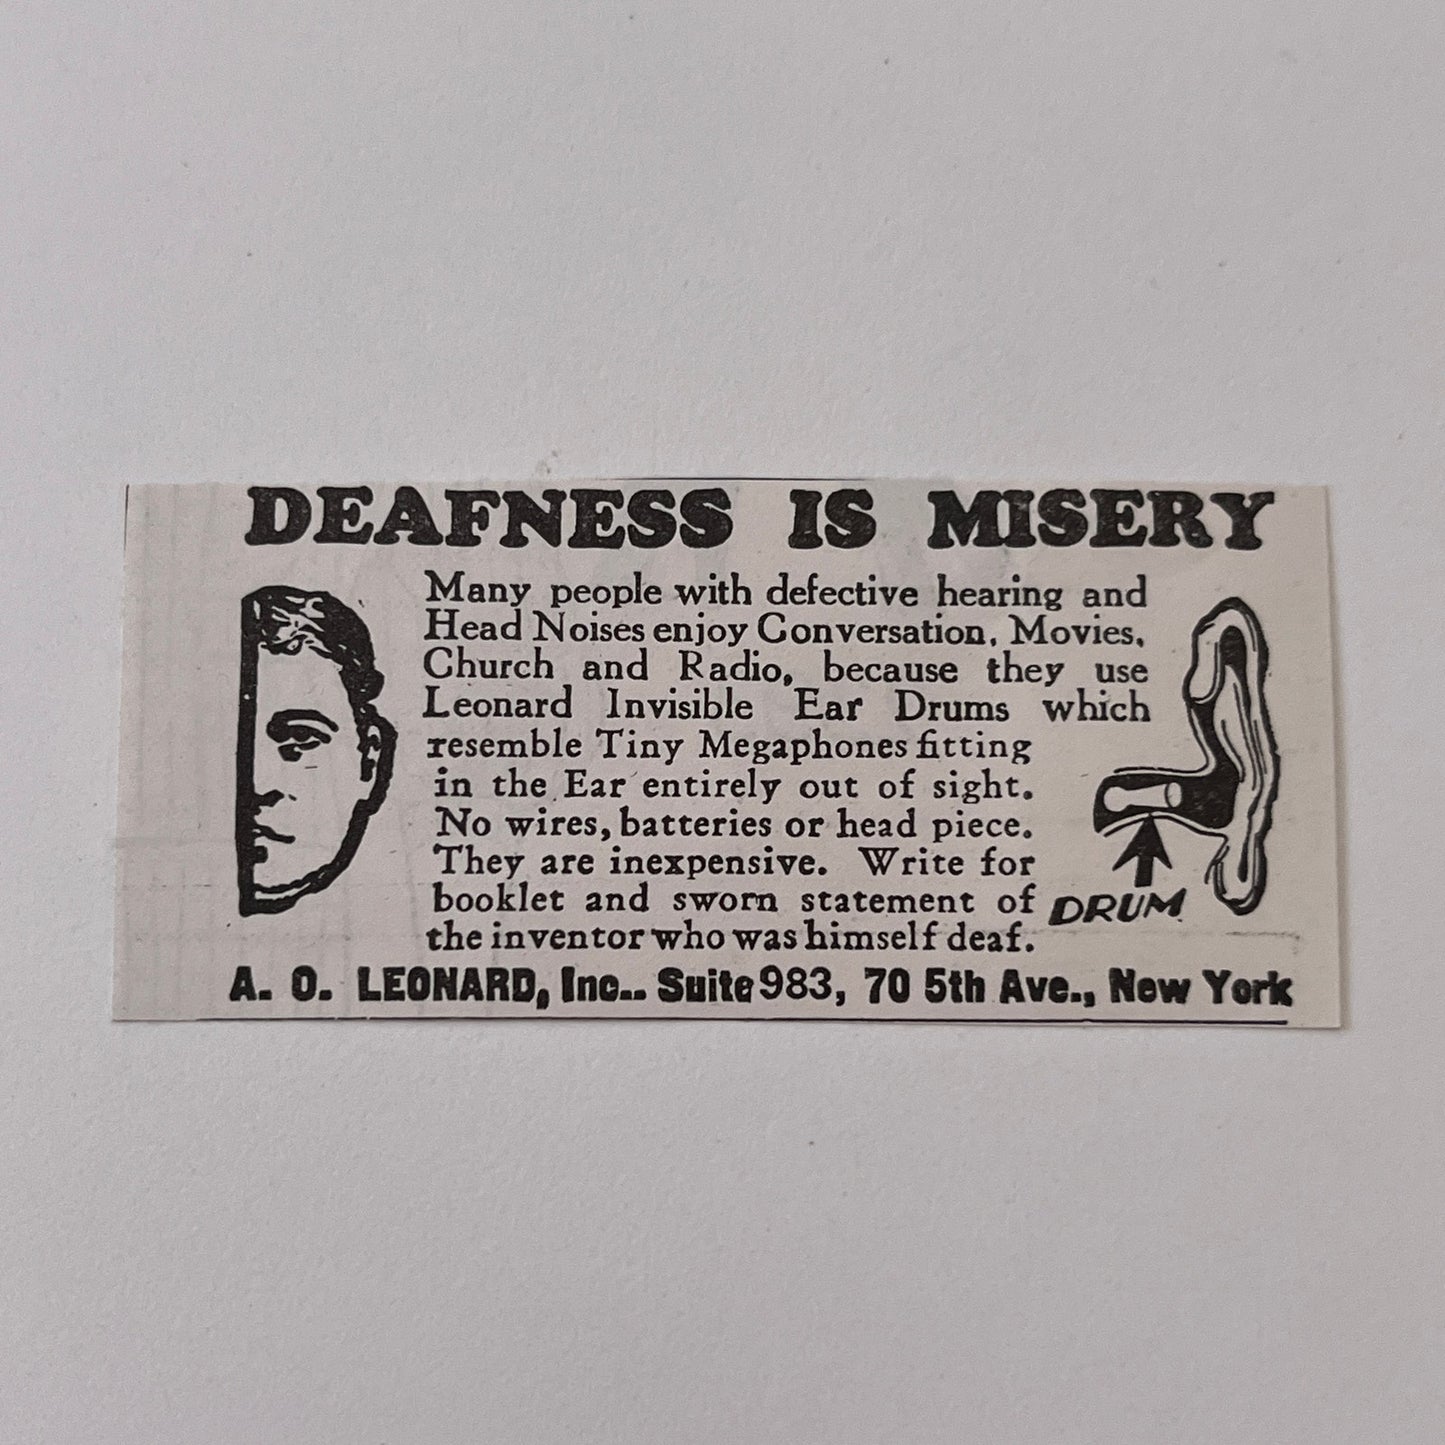 DEAFNESS IS MISERY
Many people with defective hearing and
Head Noises enjoy Conversation, Movies,
Church and Radio, because they use
Leonard Invisible Ear Drums which
resemble Tiny Megaphones fitting
in the Ear entirely out of sight.
No wires, batteries or head piece.
They are inexpensive. Write for
booklet and sworn statement of
the inventor who was himself deaf.
DRUM
A. O. LEONARD, Inc.. Suite 983, 70 5th Ave., New York